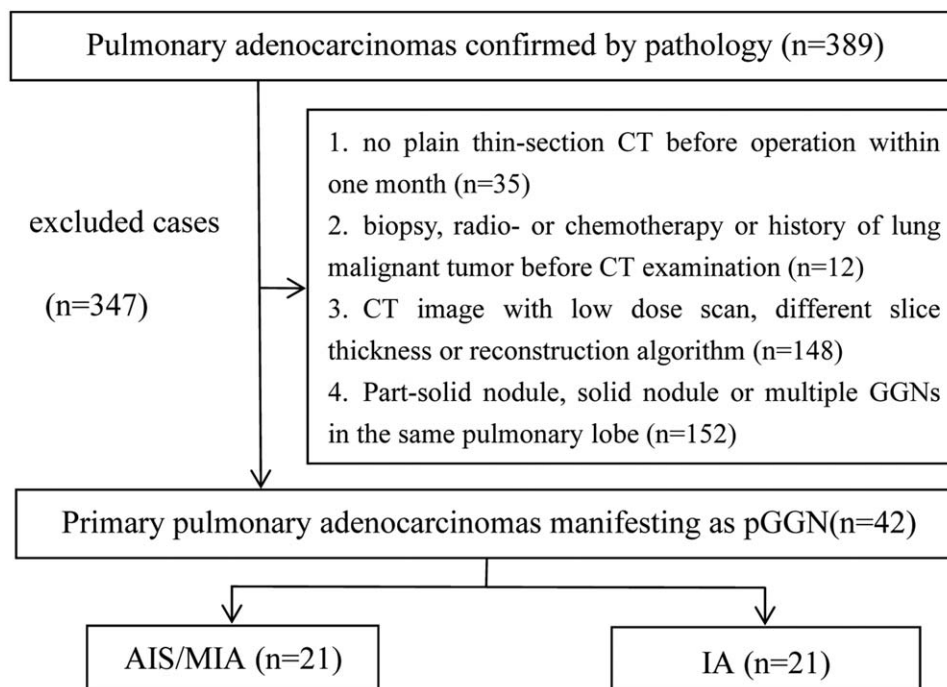 Pulmonary adenocarcinomas confirmed by pathology (n=389)
excluded cases
(n=347)
1. no plain thin-section CT before operation within
one month (n=35)
2. biopsy, radio- or chemotherapy or history of lung
malignant tumor before CT examination (n=12)
3. CT image with low dose scan, different slice
thickness or reconstruction algorithm (n=148)
4. Part-solid nodule, solid nodule or multiple GGNs
in the same pulmonary lobe (n=152)
Primary pulmonary adenocarcinomas manifesting as pGGN(n=42)
AIS/MIA (n=21)
IA (n=21)